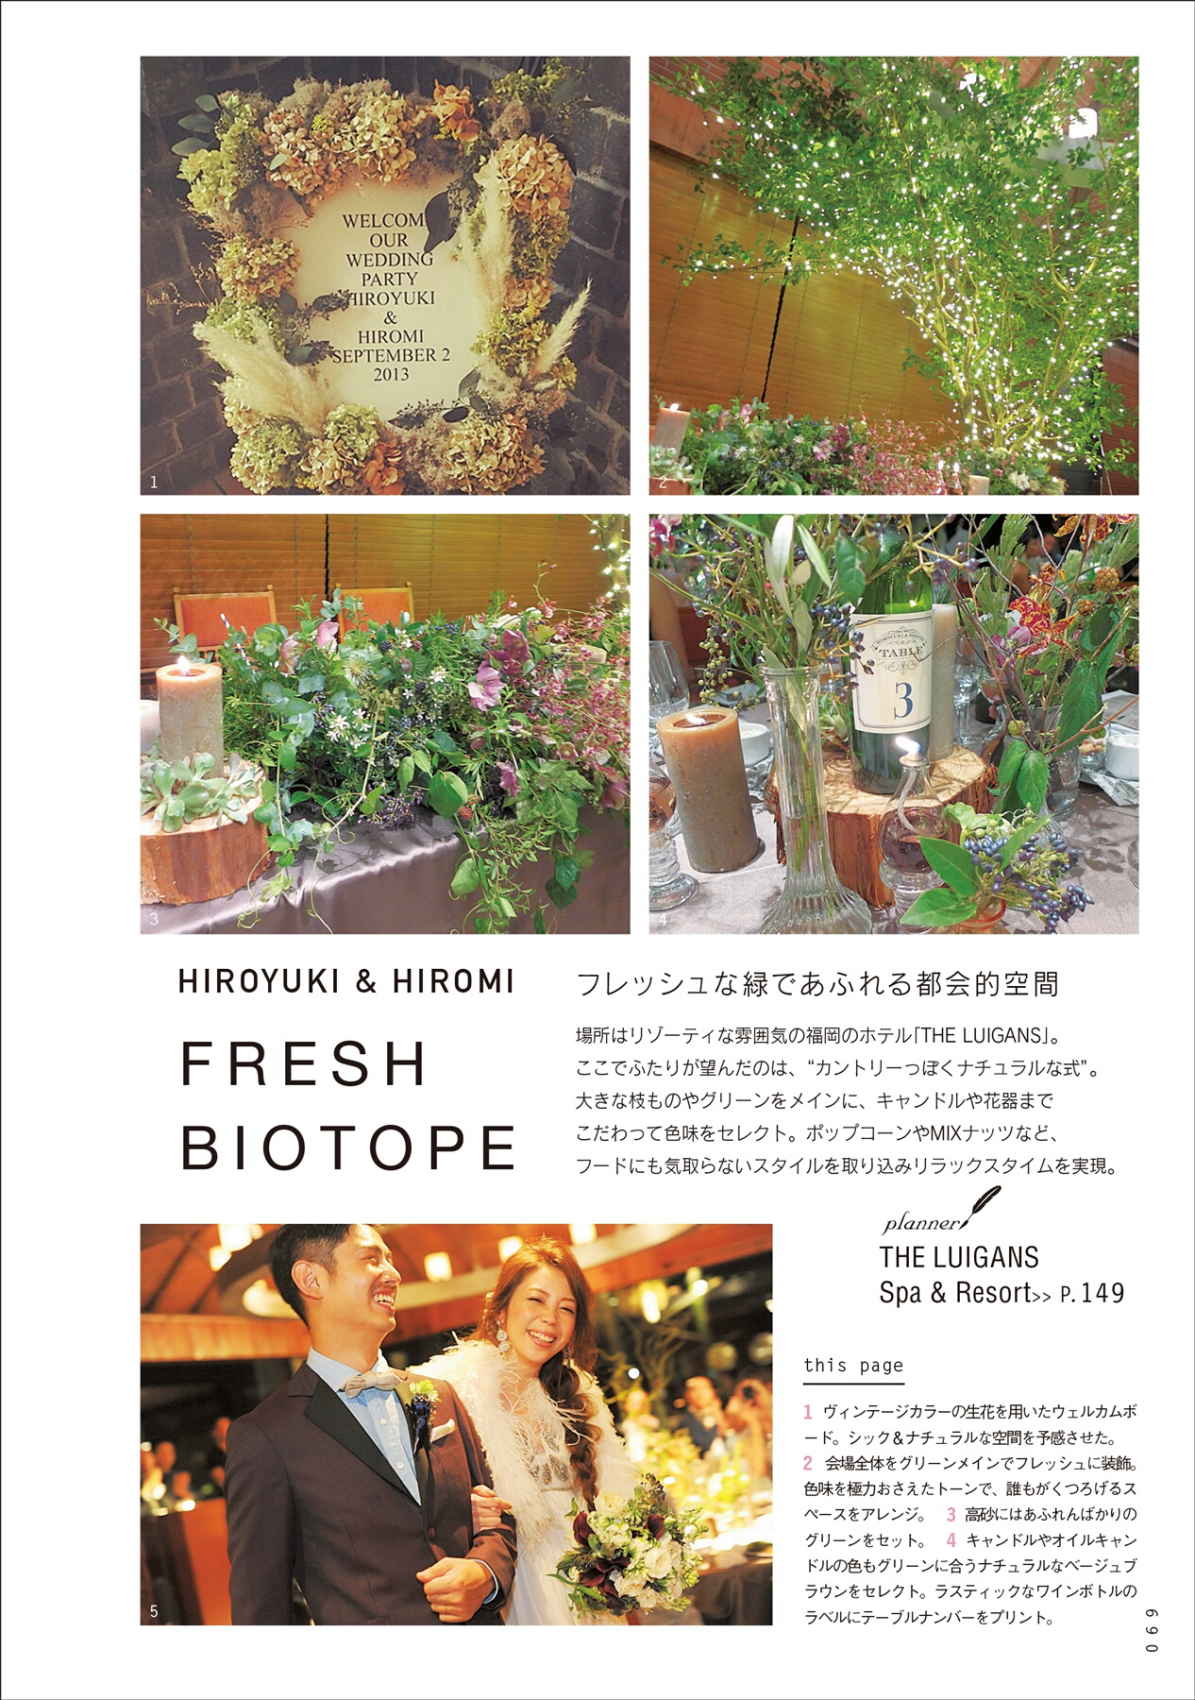 WELCOM
OUR
WEDDING
PARTY
HIROYUKI
&
HIROMI
SEPTEMBER 2
2013
1
2
3
TABLE
3
4
HIROYUKI & HIROMI
FRESH
BIOTOPE
フレッシュな緑であふれる都会的空間
場所はリゾーティな雰囲気の福岡のホテル「THE LUIGANS」。
ここでふたりが望んだのは、“カントリーっぽくナチュラルな式”。
大きな枝ものやグリーンをメインに、キャンドルや花器まで
こだわって色味をセレクト。ポップコーンやMIXナッツなど、
フードにも気取らないスタイルを取り込みリラックスタイムを実現。
planner
THE LUIGANS
Spa & Resort>> P.149
5
this page
1 ヴィンテージカラーの生花を用いたウェルカムボ
ード。シック＆ナチュラルな空間を予感させた。
2 会場全体をグリーンメインでフレッシュに装飾。
色味を極力おさえたトーンで、誰もがくつろげるス
ペースをアレンジ。 3 高砂にはあふれんばかりの
グリーンをセット。 4 キャンドルやオイルキャン
ドルの色もグリーンに合うナチュラルなベージュブ
ラウンをセレクト。ラスティックなワインボトルの
ラベルにテーブルナンバーをプリント。
069